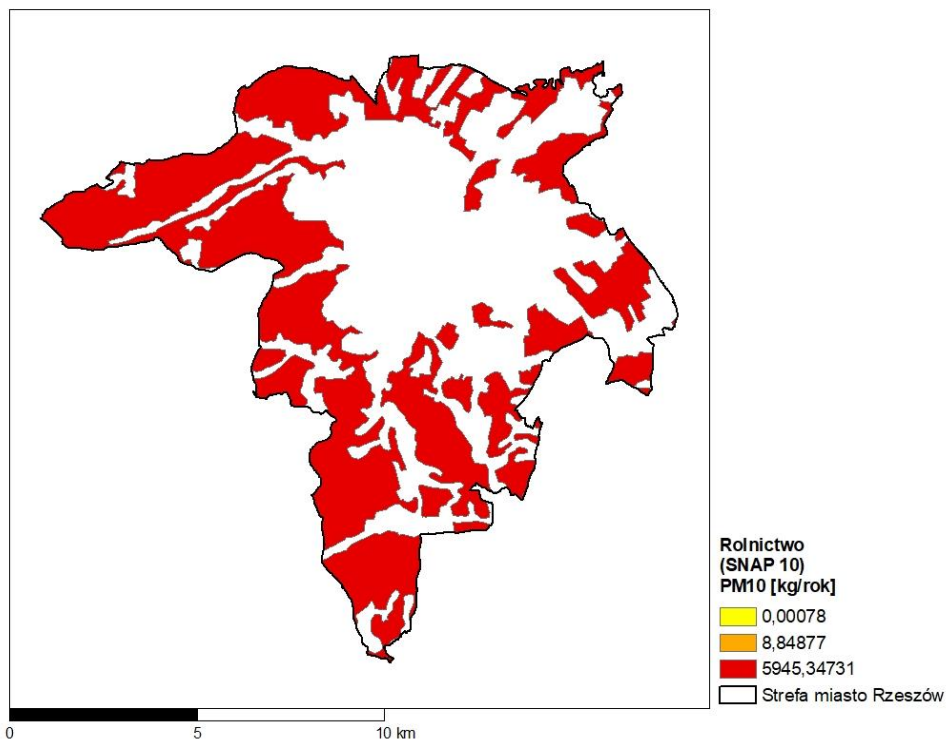 Rolnictwo
(SNAP 10)
PM10 [kg/rok]
0,00078
8,84877
5945,34731
Strefa miasto Rzeszów
0 5 10 km